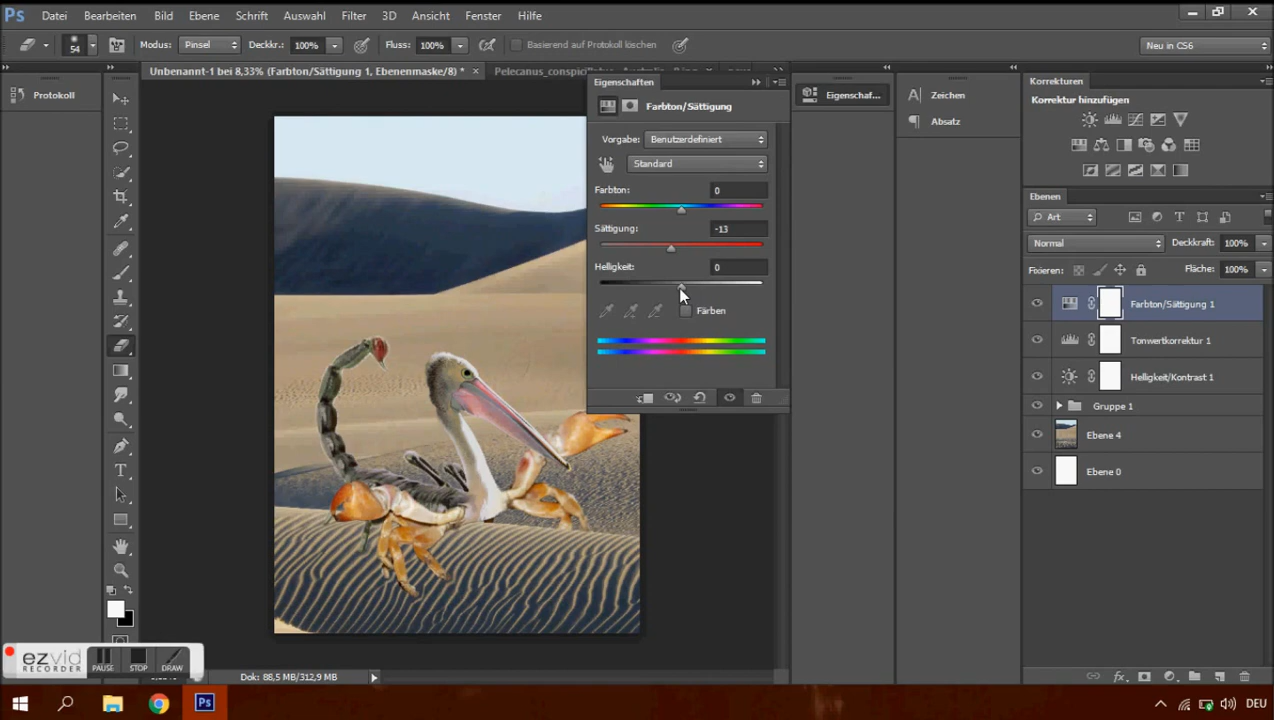 Ps Datei Bearbeiten Bild Ebene Schrift Auswahl Filter 3D Ansicht Fenster Hilfe
54 Modus: Pinsel Deckkr.: 100% Fluss: 100% Basierend auf Protokoll löschen Neu in CS6
Unbenannt-1 bei 8,33% (Farbton/Sättigung 1, Ebenenmaske/8) *
Protokoll
Eigenschaften
Farbton/Sättigung
Vorgabe: Benutzerdefiniert
Standard
Farbton: 0
Sättigung: -13
Helligkeit: 0
Färben
Eigenschaf...
Zeichen
Absatz
Korrekturen
Korrektur hinzufügen
Ebenen
Art
Normal Deckkraft: 100%
Fixieren: Fläche: 100%
Farbton/Sättigung 1
Tonwertkorrektur 1
Helligkeit/Kontrast 1
Gruppe 1
Ebene 4
Ebene 0
ezvid
RECORDER
PAUSE STOP DRAW
Dok: 88,5 MB/312,9 MB
Ps
DEU